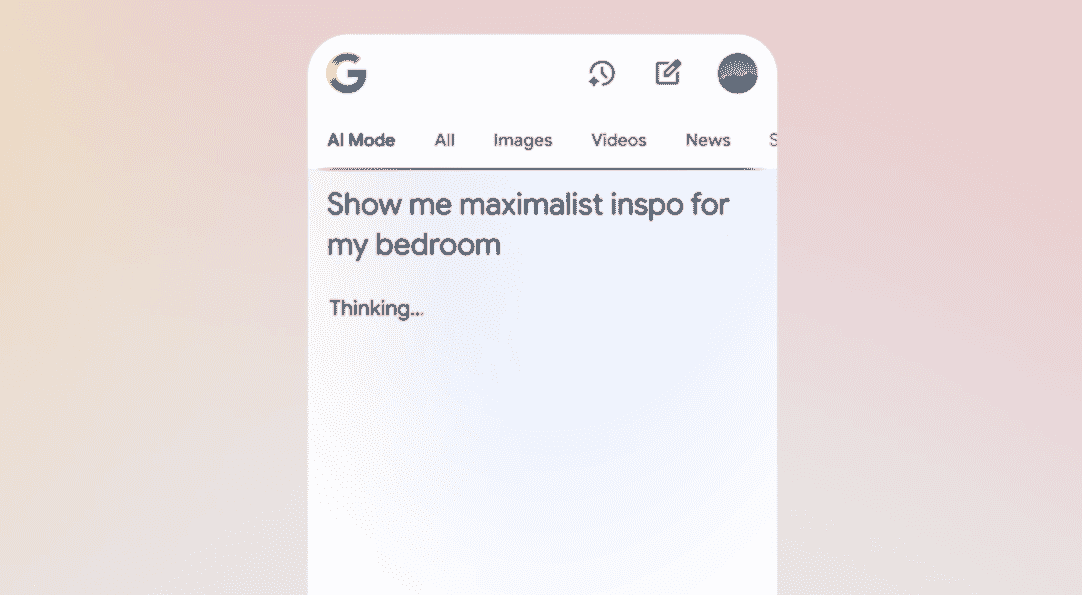 G
AI Mode All Images Videos News S
Show me maximalist inspo for
my bedroom
Thinking...